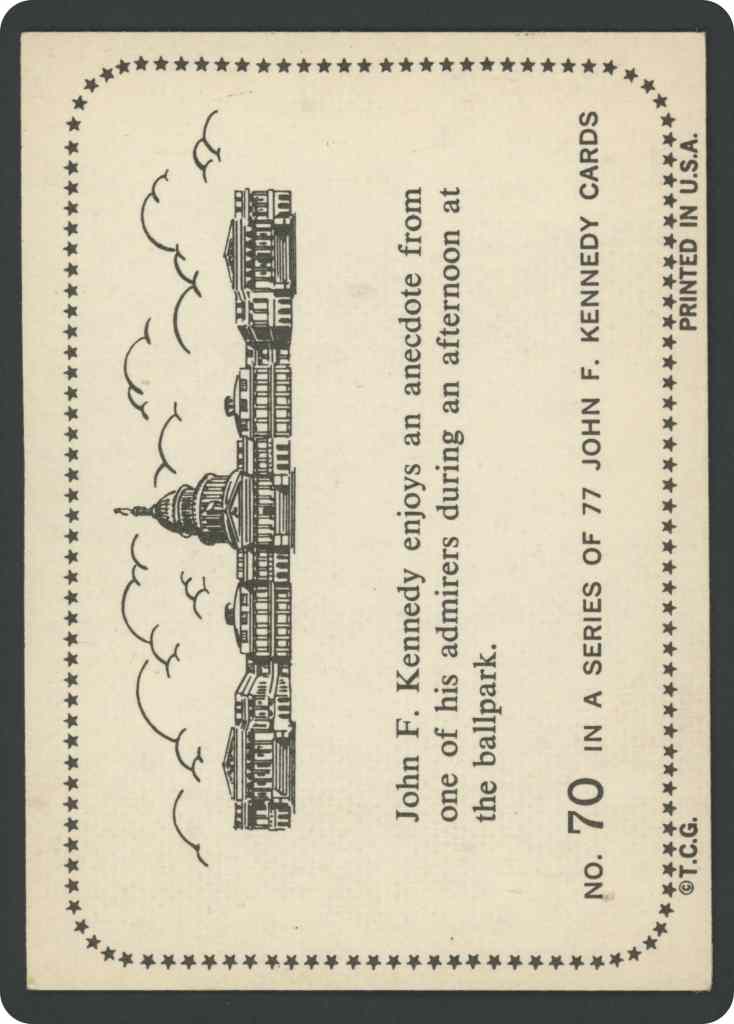 John F. Kennedy enjoys an anecdote from
one of his admirers during an afternoon at
the ballpark.
NO. 70 IN A SERIES OF 77 JOHN F. KENNEDY CARDS
©T.C.G. PRINTED IN U.S.A.